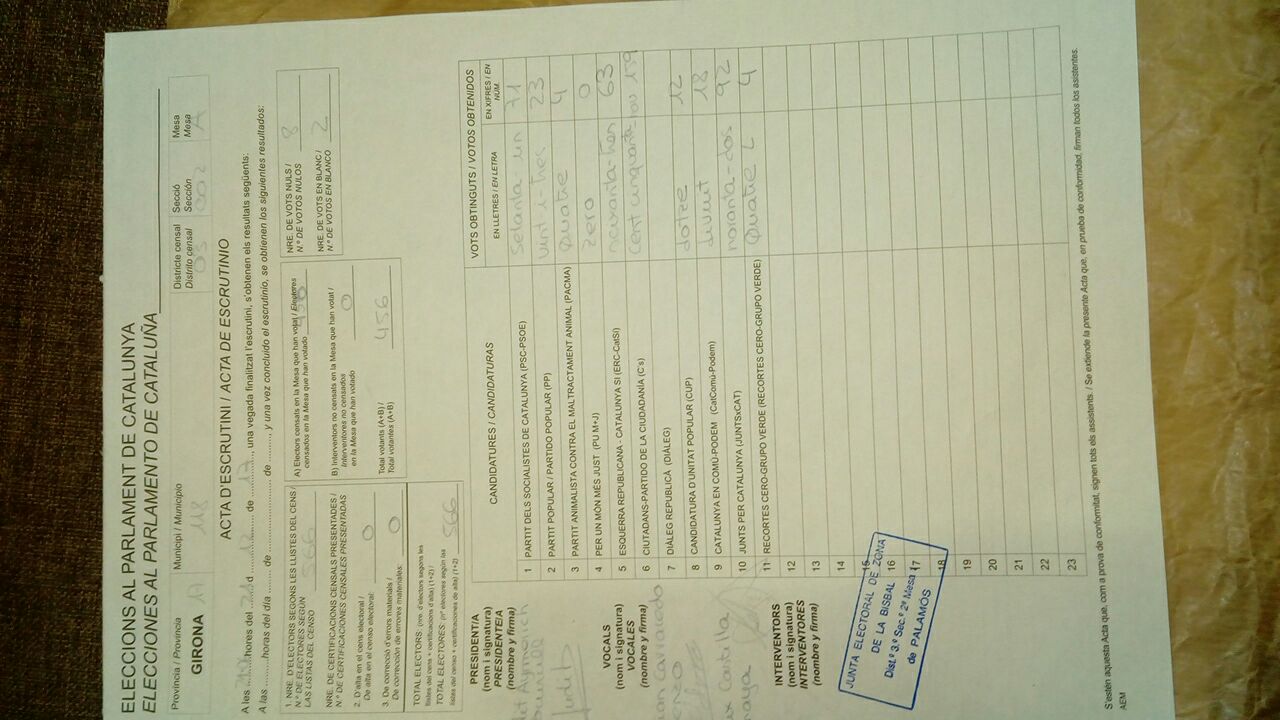 ELECCIONS AL PARLAMENT DE CATALUNYA
ELECCIONES AL PARLAMENTO DE CATALUÑA
Provincia / Provincia
GIRONA 17
Municipi / Municipio
118
Districte censal
Distrito censal
03
Secció
Sección
002
Mesa
Mesa
A
ACTA D'ESCRUTINI / ACTA DE ESCRUTINIO
A les hores del 21 d 12 de 17, una vegada finalitzat l'escrutini, s'obtenen els resultats següents:
A las horas del día de de y una vez concluido el escrutinio, se obtienen los siguientes resultados:
1. NRE. D'ELECTORS SEGONS LES LLISTES DEL CENS /
N.º DE ELECTORES SEGÚN
LAS LISTAS DEL CENSO 566
NRE. DE CERTIFICACIONS CENSALS PRESENTADES /
N.º DE CERTIFICACIONES CENSALES PRESENTADAS
2. D'alta en el cens electoral /
De alta en el censo electoral: 0
3. De correcció d'errors materials /
De corrección de errores materiales: 0
TOTAL ELECTORS: (nre. d'electors segons les
llistes del cens + certificacions d'alta) (1+2) /
TOTAL ELECTORES: (nº electores según las
listas del censo + certificaciones de alta) (1+2) 566
A) Electors censats en la Mesa que han votat / Electores
censados en la Mesa que han votado 456
B) Interventors no censats en la Mesa que han votat /
Interventores no censados
en la Mesa que han votado 0
Total votants (A+B) /
Total votantes (A+B) 456
NRE. DE VOTS NULS /
N.º DE VOTOS NULOS 8
NRE. DE VOTS EN BLANC /
N.º DE VOTOS EN BLANCO 2
CANDIDATURES / CANDIDATURAS
VOTS OBTINGUTS / VOTOS OBTENIDOS
EN LLETRES / EN LETRA
EN XIFRES / EN NÚM.
1 PARTIT DELS SOCIALISTES DE CATALUNYA (PSC-PSOE) setanta-un 71
2 PARTIT POPULAR / PARTIDO POPULAR (PP) vint-i-tres 23
3 PARTIT ANIMALISTA CONTRA EL MALTRACTAMENT ANIMAL (PACMA) quatre 4
4 PER UN MÓN MÉS JUST (PU M+J) zero 0
5 ESQUERRA REPUBLICANA - CATALUNYA SÍ (ERC-CatSí) 63
6 CIUTADANS-PARTIDO DE LA CIUDADANÍA (C's) cent cinquanta-nou 159
7 DIÀLEG REPUBLICÀ (DIÀLEG)
8 CANDIDATURA D'UNITAT POPULAR (CUP) dotze 12
9 CATALUNYA EN COMÚ-PODEM (CatComú-Podem) divuit 18
10 JUNTS PER CATALUNYA (JUNTSxCAT) noranta-dos 92
11 RECORTES CERO-GRUPO VERDE (RECORTES CERO-GRUPO VERDE) quatre 4
12
13
14
15
16
17
18
19
20
21
22
23
PRESIDÈNCIA
(nom i signatura)
PRESIDENTE/A
(nombre y firma)
Judit
VOCALS
(nom i signatura)
VOCALES
(nombre y firma)
INTERVENTORS
(nom i signatura)
INTERVENTORES
(nombre y firma)
JUNTA ELECTORAL DE ZONA
DE LA BISBAL
Dist.º 3.º Sec.º 2ª Mesa
de PALAMÓS
S'estén aquesta Acta que, com a prova de conformitat, signen tots els assistents. / Se extiende la presente Acta que, en prueba de conformidad, firman todos los asistentes.
AEM